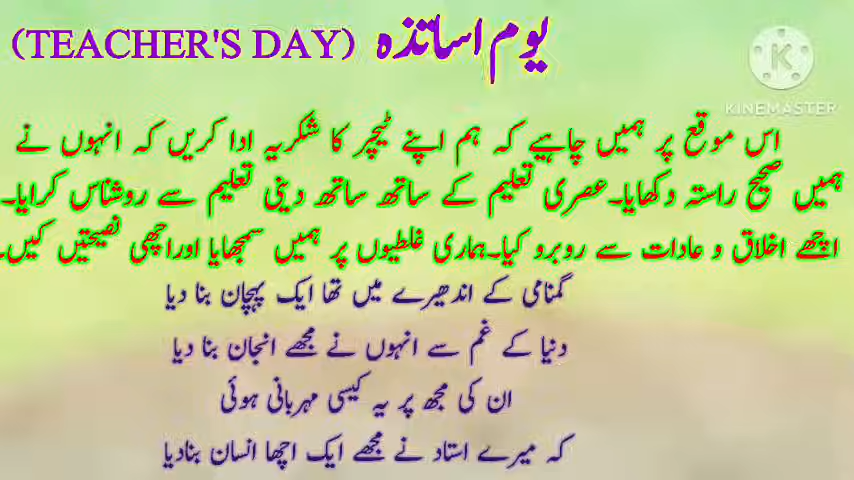 یوم اساتذہ (TEACHER'S DAY)
KINEMASTER
اس موقع پر ہمیں چاہیے کہ ہم اپنے ٹیچر کا شکریہ ادا کریں کہ انہوں نے
ہمیں صحیح راستہ دکھایا۔عصری تعلیم کے ساتھ ساتھ دینی تعلیم سے روشناس کرایا۔
اچھے اخلاق و عادات سے روبرو کیا۔ہماری غلطیوں پر ہمیں سمجھایا اوراچھی نصیحتیں کیں۔
گمنامی کے اندھیرے میں تھا ایک پہچان بنا دیا
دنیا کے غم سے انہوں نے مجھے انجان بنا دیا
ان کی مجھ پر یہ کیسی مہربانی ہوئی
کہ میرے استاد نے مجھے ایک اچھا انسان بنادیا